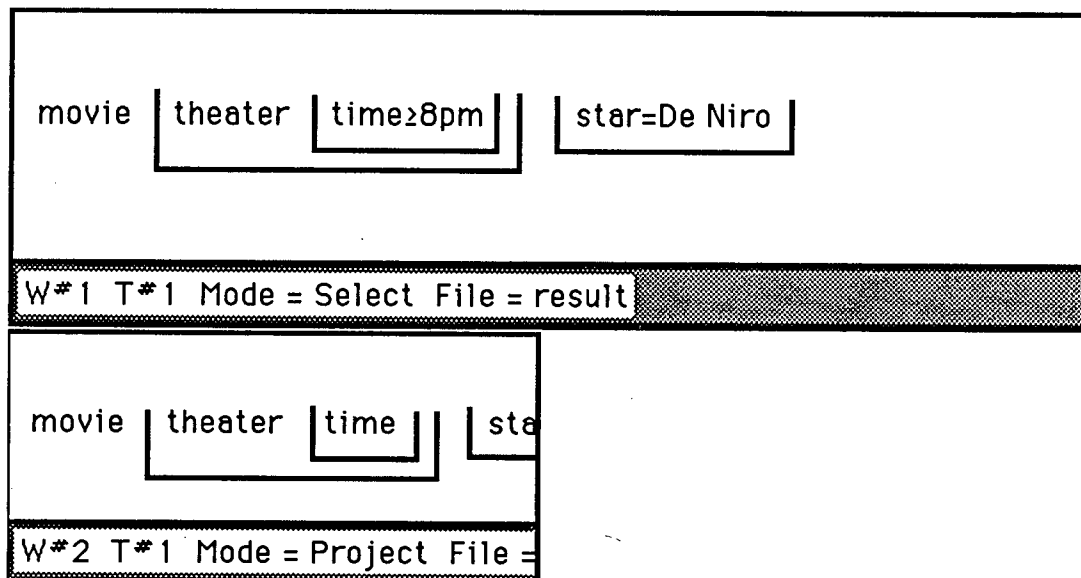 movie theater time≥8pm star=De Niro
W#1 T#1 Mode = Select File = result
movie theater time sta
W#2 T#1 Mode = Project File =